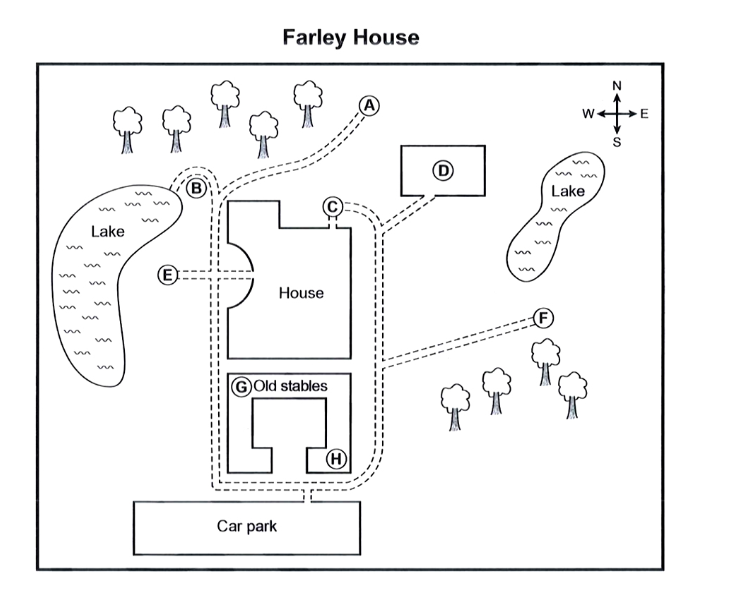 Farley House
N
W E
S
A
B
C
D
Lake
Lake
E
House
F
G Old stables
H
Car park